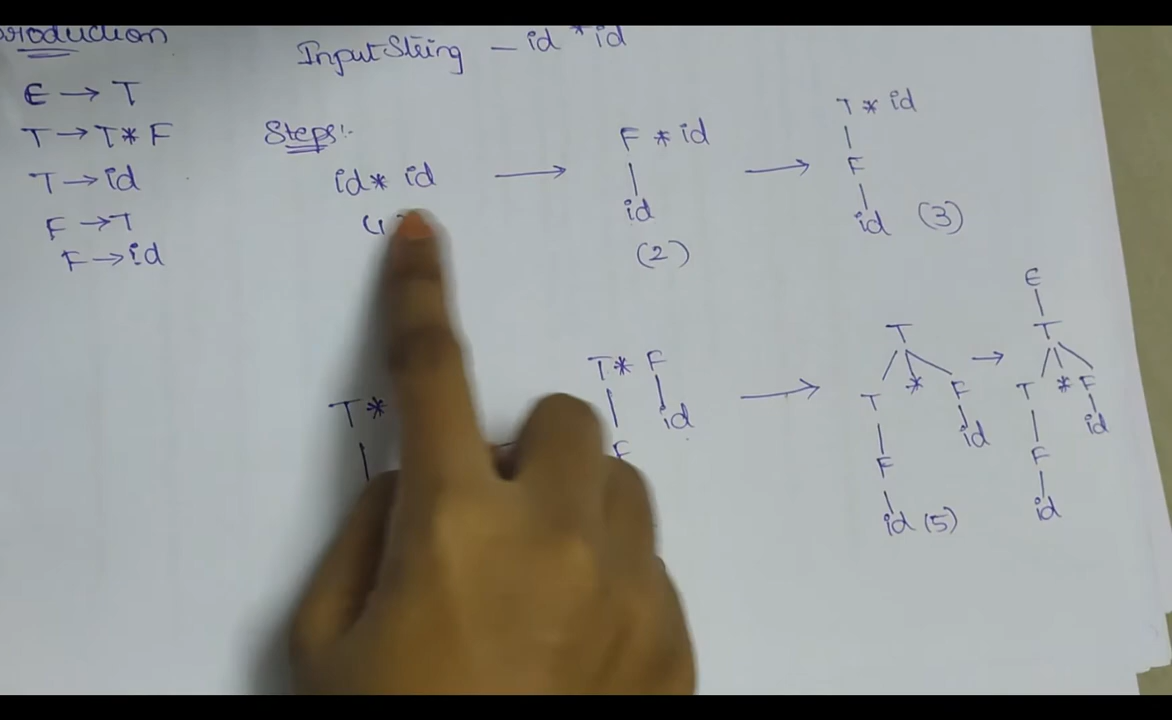 Production
Input String – id * id
E → T
T → T * F
T → id
F → T
F → id
Steps:-
id * id
(1)
→
F * id
|
id
(2)
→
T * id
|
F
|
id (3)
T *
|
T * F
| |
id
F
→
T
T * F
| |
F id
|
id (5)
→
E
|
T
T * F
| |
F id
|
id